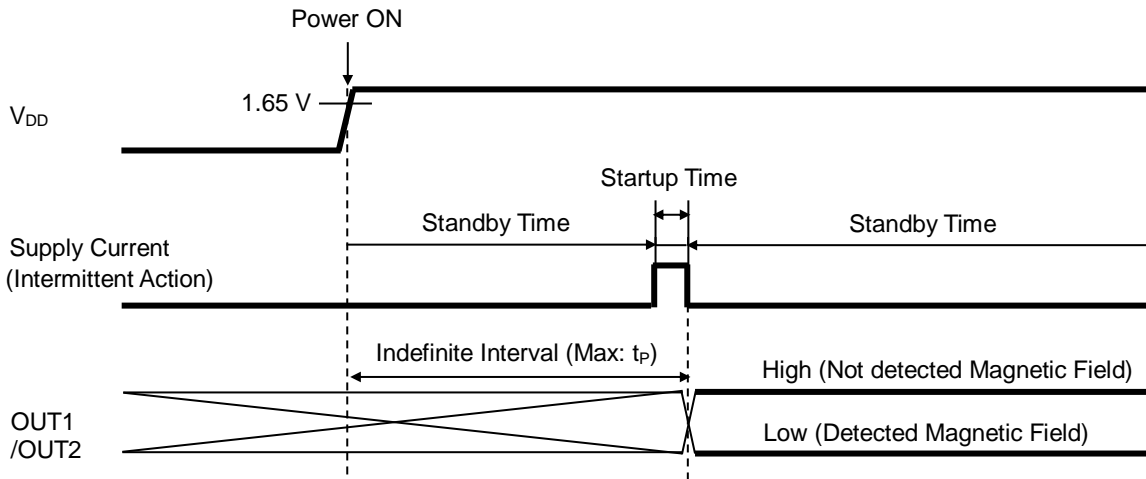 Power ON
1.65 V
VDD
Startup Time
Standby Time
Standby Time
Supply Current
(Intermittent Action)
Indefinite Interval (Max: tP)
High (Not detected Magnetic Field)
OUT1
/OUT2
Low (Detected Magnetic Field)